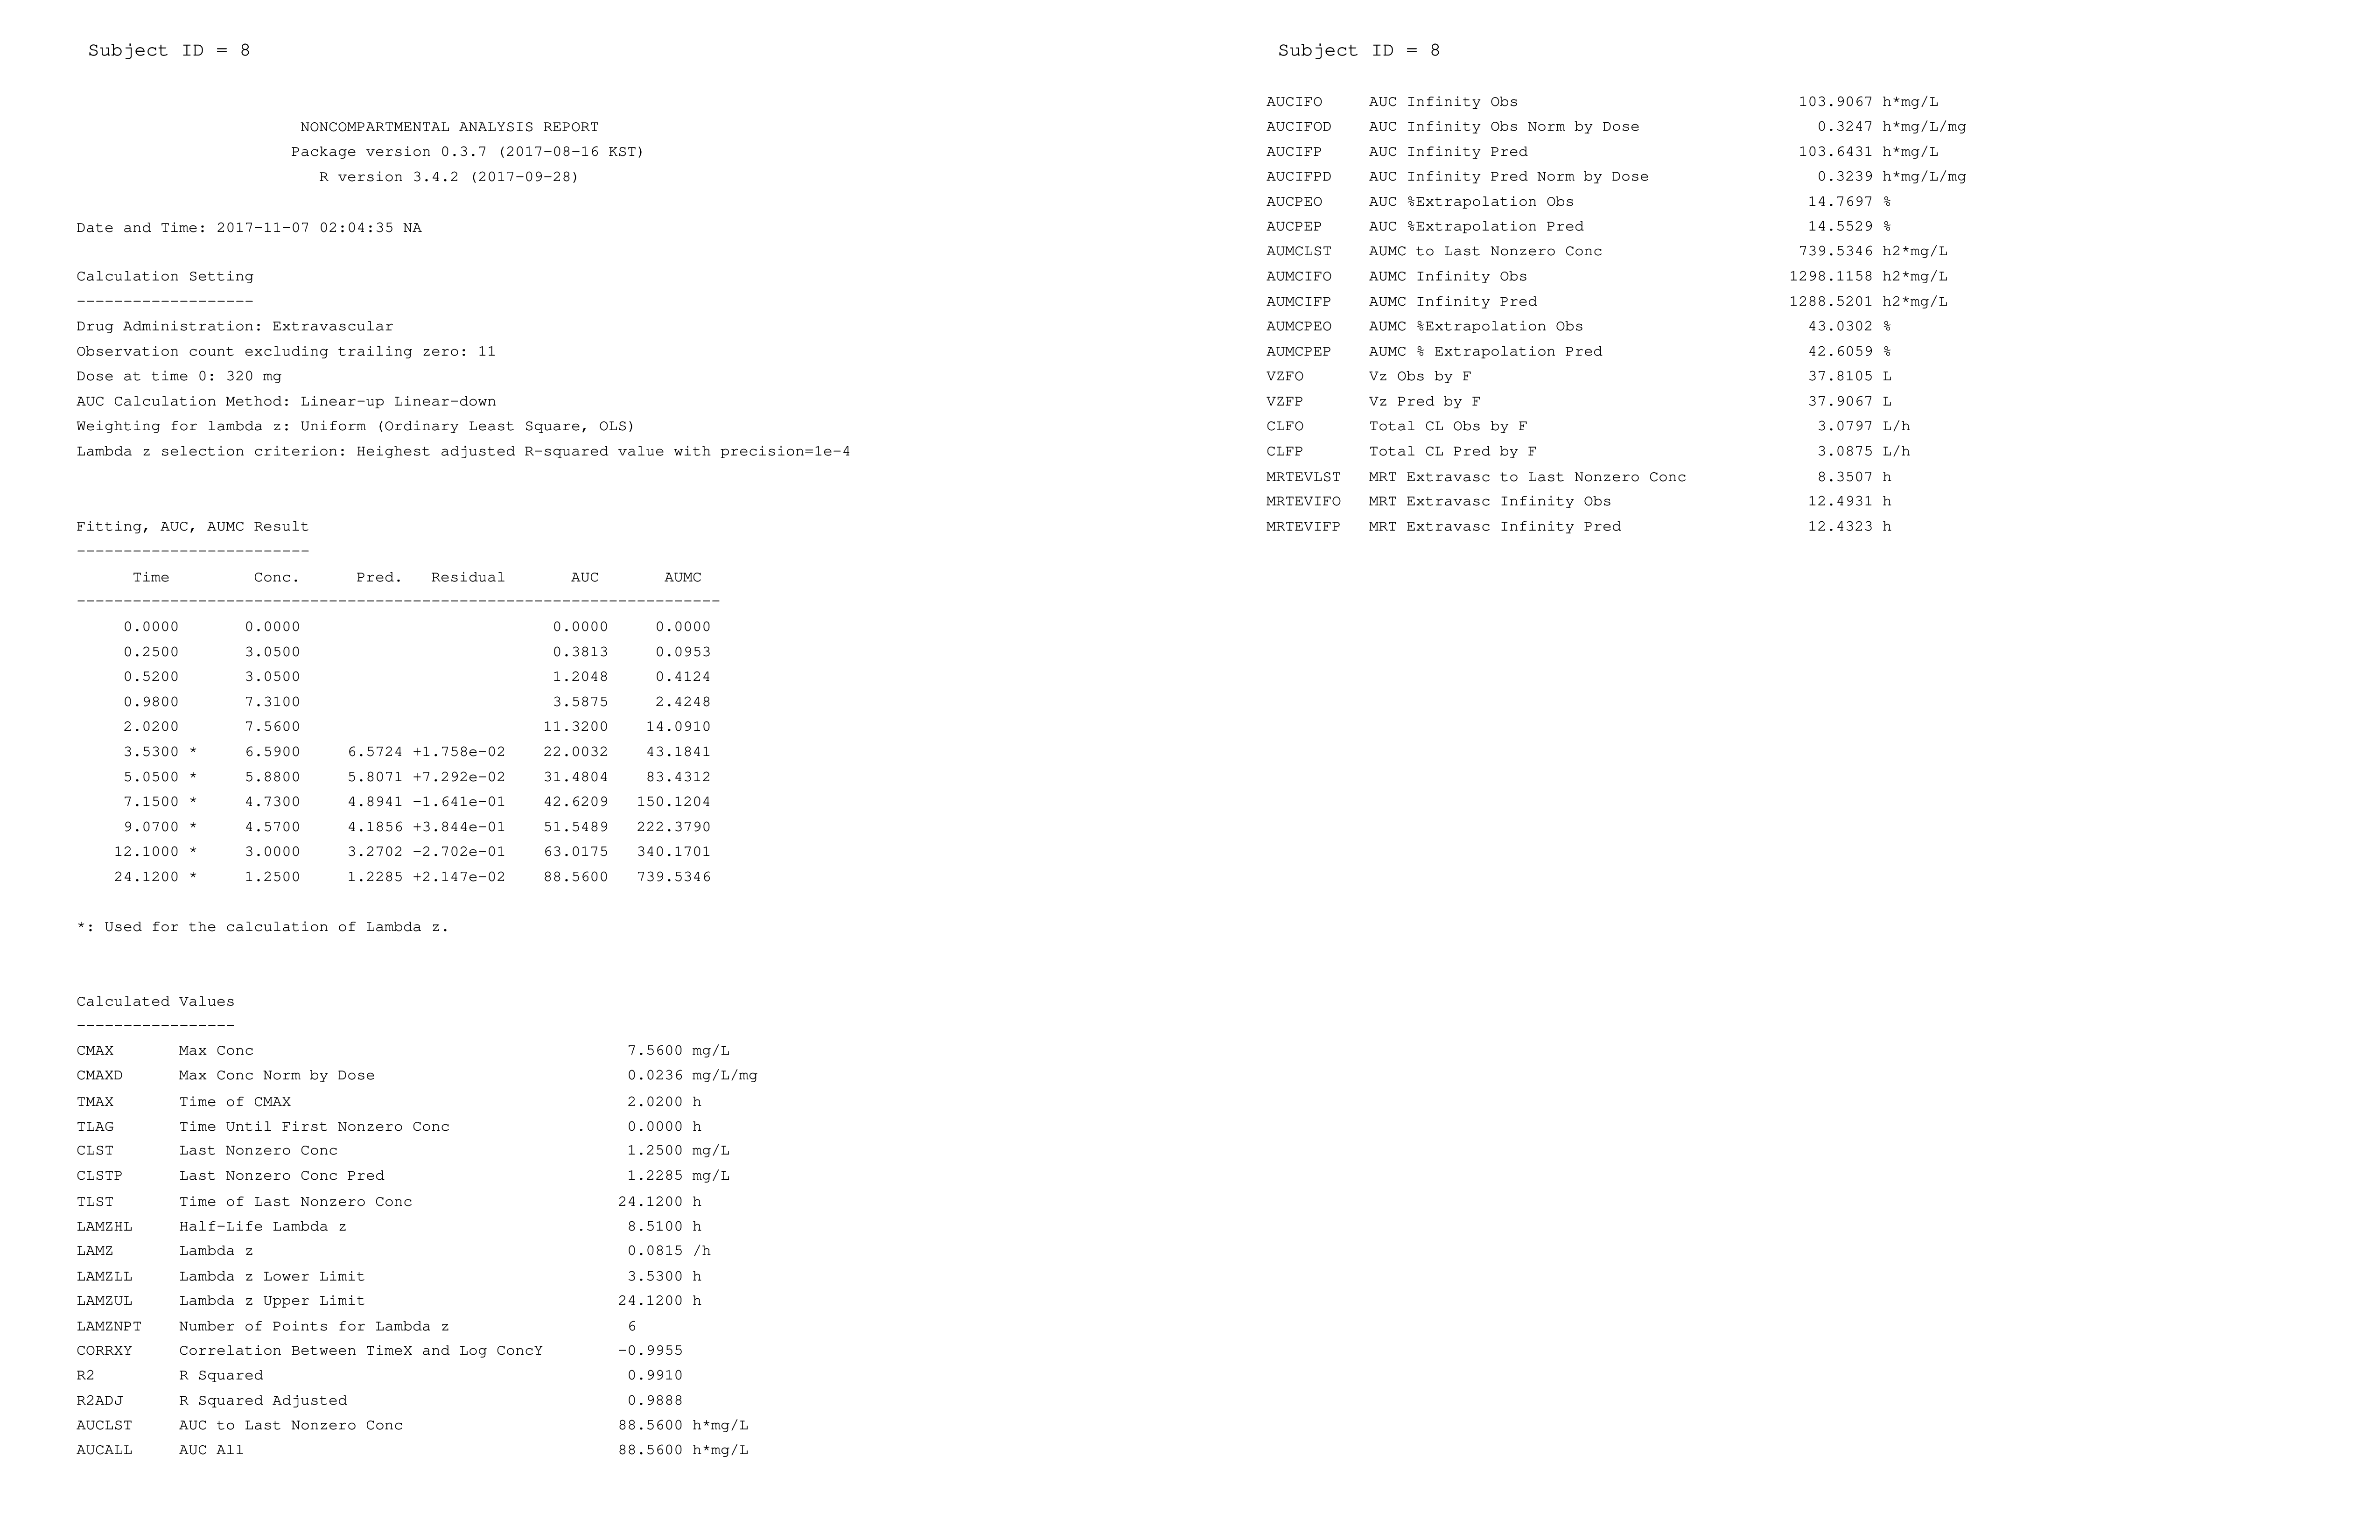 Subject ID = 8
NONCOMPARTMENTAL ANALYSIS REPORT
Package version 0.3.7 (2017-08-16 KST)
R version 3.4.2 (2017-09-28)
Date and Time: 2017-11-07 02:04:35 NA
Calculation Setting
-------------------
Drug Administration: Extravascular
Observation count excluding trailing zero: 11
Dose at time 0: 320 mg
AUC Calculation Method: Linear-up Linear-down
Weighting for lambda z: Uniform (Ordinary Least Square, OLS)
Lambda z selection criterion: Heighest adjusted R-squared value with precision=1e-4
Fitting, AUC, AUMC Result
-------------------------
Time Conc. Pred. Residual AUC AUMC
---------------------------------------------------------------------
0.0000 0.0000 0.0000 0.0000
0.2500 3.0500 0.3813 0.0953
0.5200 3.0500 1.2048 0.4124
0.9800 7.3100 3.5875 2.4248
2.0200 7.5600 11.3200 14.0910
3.5300 * 6.5900 6.5724 +1.758e-02 22.0032 43.1841
5.0500 * 5.8800 5.8071 +7.292e-02 31.4804 83.4312
7.1500 * 4.7300 4.8941 -1.641e-01 42.6209 150.1204
9.0700 * 4.5700 4.1856 +3.844e-01 51.5489 222.3790
12.1000 * 3.0000 3.2702 -2.702e-01 63.0175 340.1701
24.1200 * 1.2500 1.2285 +2.147e-02 88.5600 739.5346
*: Used for the calculation of Lambda z.
Calculated Values
-----------------
CMAX Max Conc 7.5600 mg/L
CMAXD Max Conc Norm by Dose 0.0236 mg/L/mg
TMAX Time of CMAX 2.0200 h
TLAG Time Until First Nonzero Conc 0.0000 h
CLST Last Nonzero Conc 1.2500 mg/L
CLSTP Last Nonzero Conc Pred 1.2285 mg/L
TLST Time of Last Nonzero Conc 24.1200 h
LAMZHL Half-Life Lambda z 8.5100 h
LAMZ Lambda z 0.0815 /h
LAMZLL Lambda z Lower Limit 3.5300 h
LAMZUL Lambda z Upper Limit 24.1200 h
LAMZNPT Number of Points for Lambda z 6
CORRXY Correlation Between TimeX and Log ConcY -0.9955
R2 R Squared 0.9910
R2ADJ R Squared Adjusted 0.9888
AUCLST AUC to Last Nonzero Conc 88.5600 h*mg/L
AUCALL AUC All 88.5600 h*mg/L
Subject ID = 8
AUCIFO AUC Infinity Obs 103.9067 h*mg/L
AUCIFOD AUC Infinity Obs Norm by Dose 0.3247 h*mg/L/mg
AUCIFP AUC Infinity Pred 103.6431 h*mg/L
AUCIFPD AUC Infinity Pred Norm by Dose 0.3239 h*mg/L/mg
AUCPEO AUC %Extrapolation Obs 14.7697 %
AUCPEP AUC %Extrapolation Pred 14.5529 %
AUMCLST AUMC to Last Nonzero Conc 739.5346 h2*mg/L
AUMCIFO AUMC Infinity Obs 1298.1158 h2*mg/L
AUMCIFP AUMC Infinity Pred 1288.5201 h2*mg/L
AUMCPEO AUMC %Extrapolation Obs 43.0302 %
AUMCPEP AUMC % Extrapolation Pred 42.6059 %
VZFO Vz Obs by F 37.8105 L
VZFP Vz Pred by F 37.9067 L
CLFO Total CL Obs by F 3.0797 L/h
CLFP Total CL Pred by F 3.0875 L/h
MRTEVLST MRT Extravasc to Last Nonzero Conc 8.3507 h
MRTEVIFO MRT Extravasc Infinity Obs 12.4931 h
MRTEVIFP MRT Extravasc Infinity Pred 12.4323 h